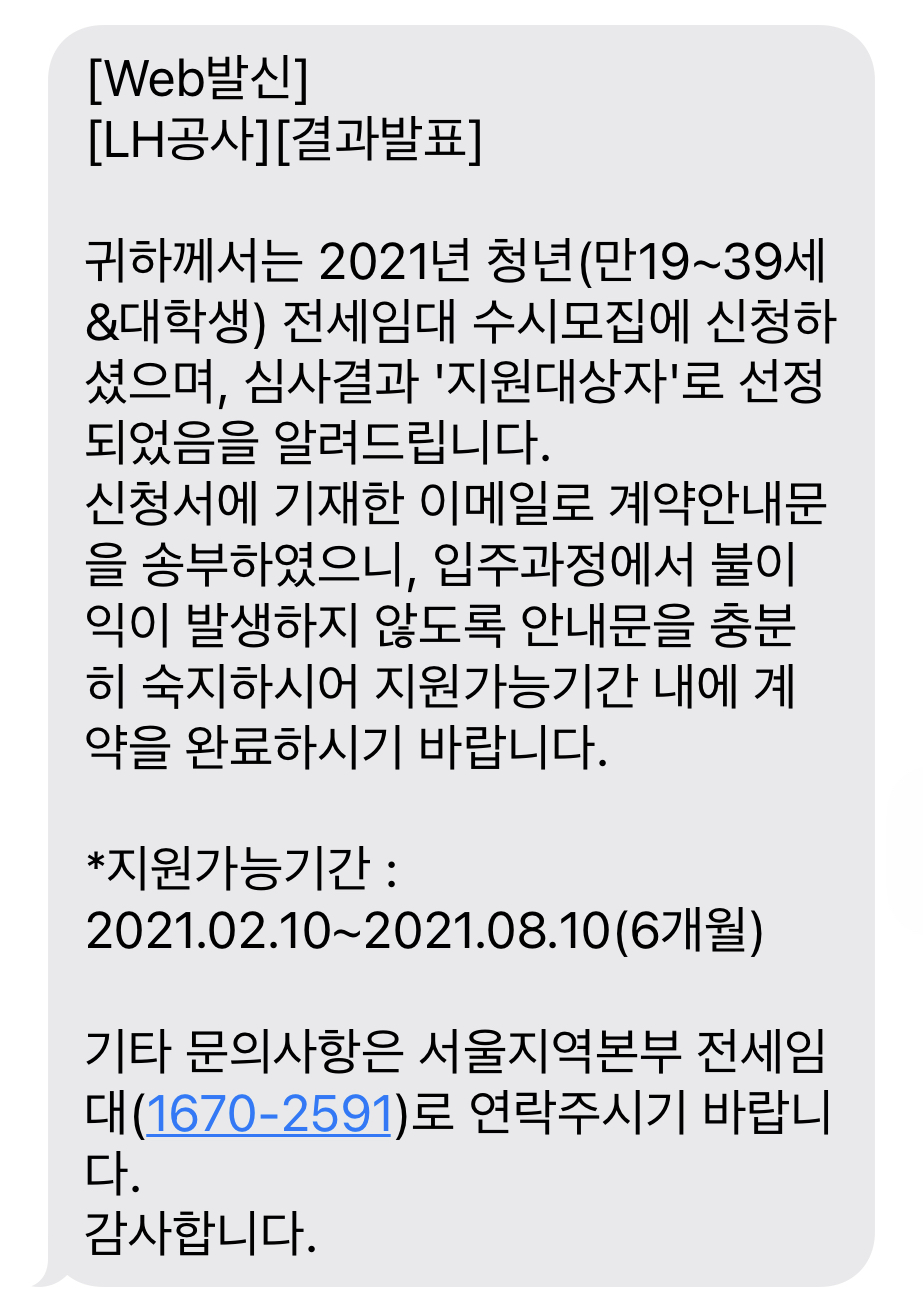 [Web발신]
[LH공사][결과발표]
귀하께서는 2021년 청년(만19~39세
&대학생) 전세임대 수시모집에 신청하
셨으며, 심사결과 '지원대상자'로 선정
되었음을 알려드립니다.
신청서에 기재한 이메일로 계약안내문
을 송부하였으니, 입주과정에서 불이
익이 발생하지 않도록 안내문을 충분
히 숙지하시어 지원가능기간 내에 계
약을 완료하시기 바랍니다.
*지원가능기간 :
2021.02.10~2021.08.10(6개월)
기타 문의사항은 서울지역본부 전세임
대(1670-2591)로 연락주시기 바랍니
다.
감사합니다.